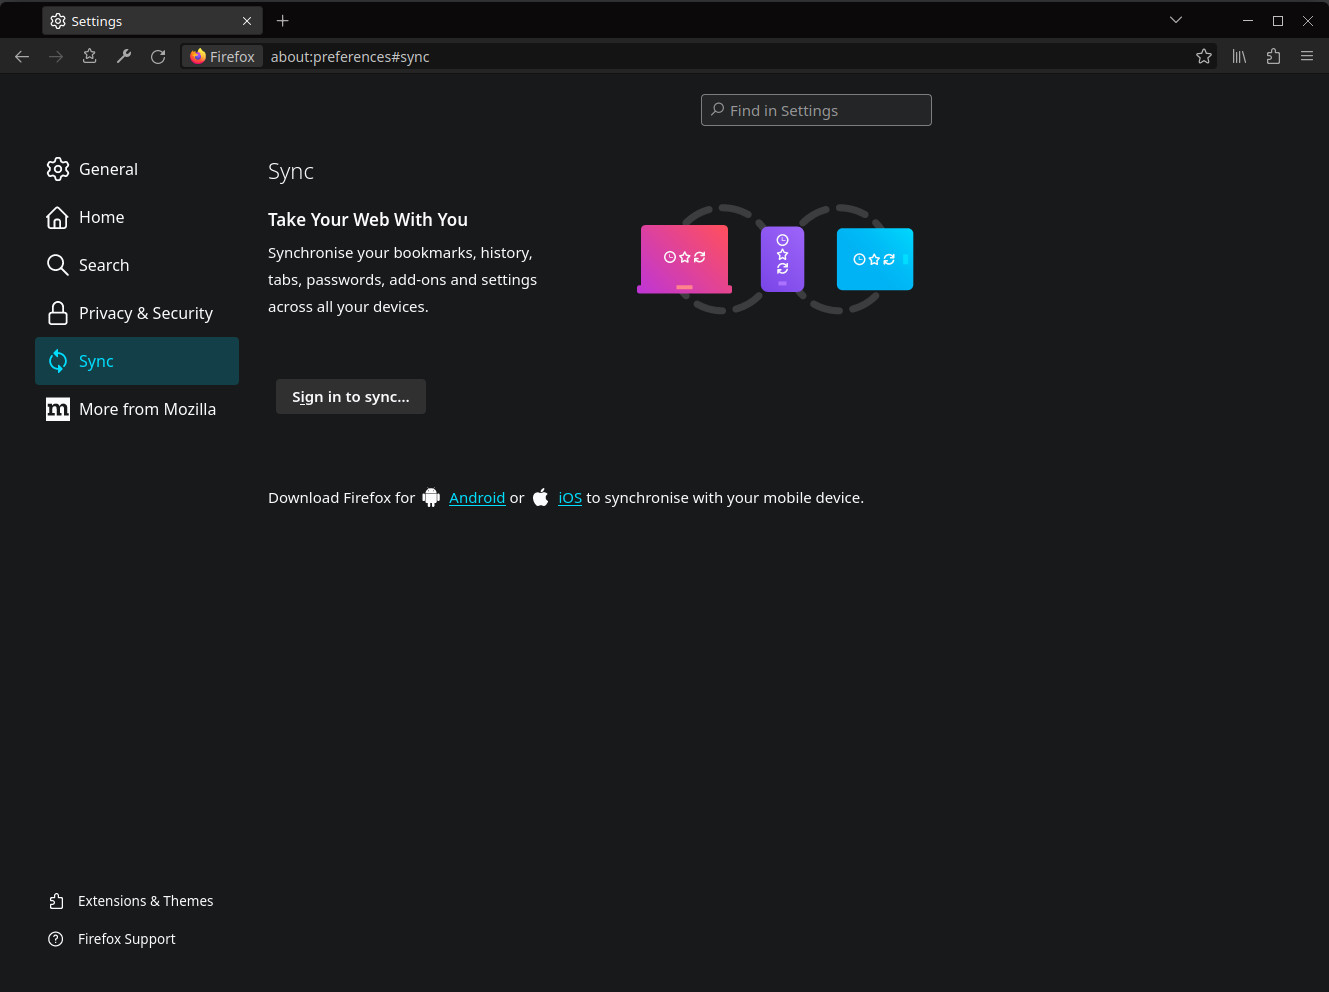 Settings
Firefox about:preferences#sync
Find in Settings
General
Home
Search
Privacy & Security
Sync
More from Mozilla
Sync
Take Your Web With You
Synchronise your bookmarks, history,
tabs, passwords, add-ons and settings
across all your devices.
Sign in to sync...
Download Firefox for Android or iOS to synchronise with your mobile device.
Extensions & Themes
Firefox Support